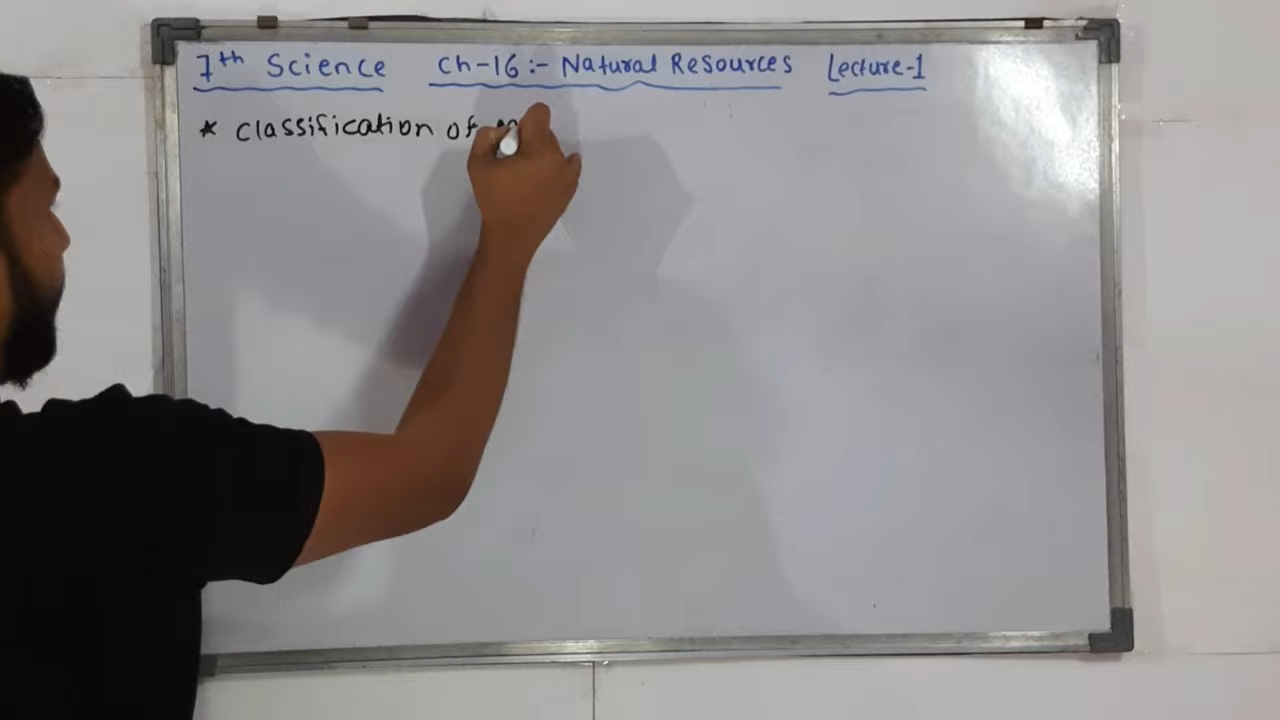 7th Science Ch-16:- Natural Resources Lecture-1
* Classification of